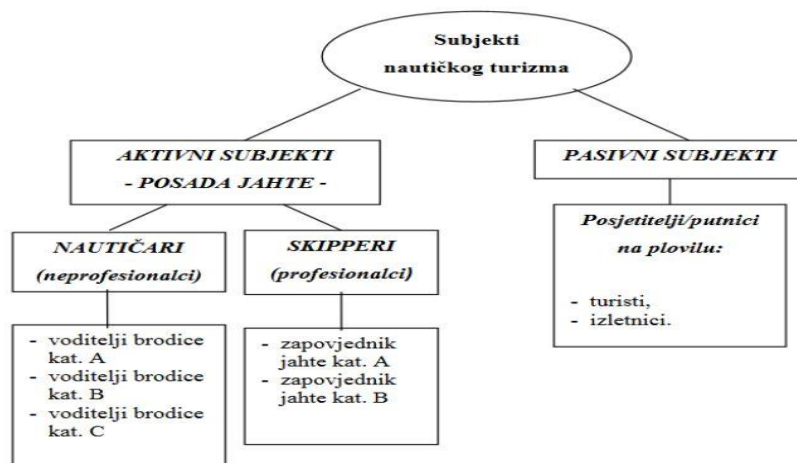 Subjekti
nautičkog turizma
AKTIVNI SUBJEKTI
- POSADA JAHTE -
PASIVNI SUBJEKTI
NAUTIČARI
(neprofesionalci)
SKIPPERI
(profesionalci)
Posjetitelji/putnici
na plovilu:
- turisti,
- izletnici.
- voditelji brodice
kat. A
- voditelji brodice
kat. B
- voditelji brodice
kat. C
- zapovjednik
jahte kat. A
- zapovjednik
jahte kat. B